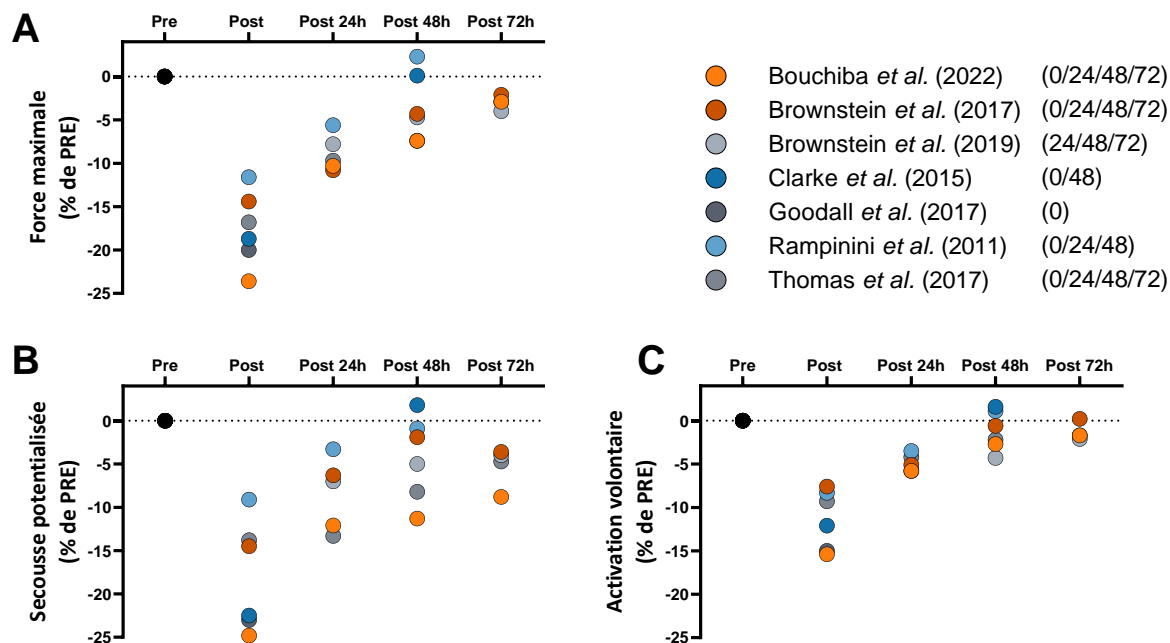 A
Pre Post Post 24h Post 48h Post 72h
Force maximale
(% de PRE)
0
-5
-10
-15
-20
-25
Bouchiba et al. (2022) (0/24/48/72)
Brownstein et al. (2017) (0/24/48/72)
Brownstein et al. (2019) (24/48/72)
Clarke et al. (2015) (0/48)
Goodall et al. (2017) (0)
Rampinini et al. (2011) (0/24/48)
Thomas et al. (2017) (0/24/48/72)
B
Pre Post Post 24h Post 48h Post 72h
Secousse potentialisée
(% de PRE)
0
-5
-10
-15
-20
-25
C
Pre Post Post 24h Post 48h Post 72h
Activation volontaire
(% de PRE)
0
-5
-10
-15
-20
-25